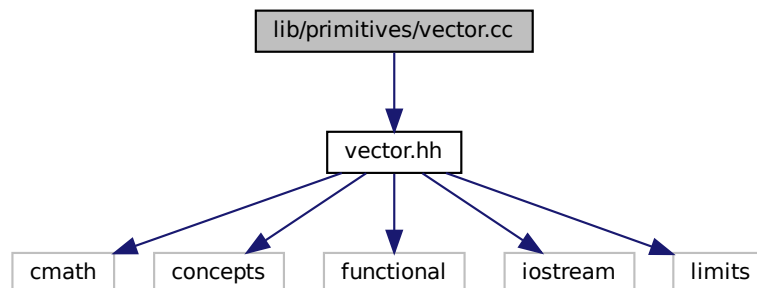 lib/primitives/vector.cc
vector.hh
cmath concepts functional iostream limits